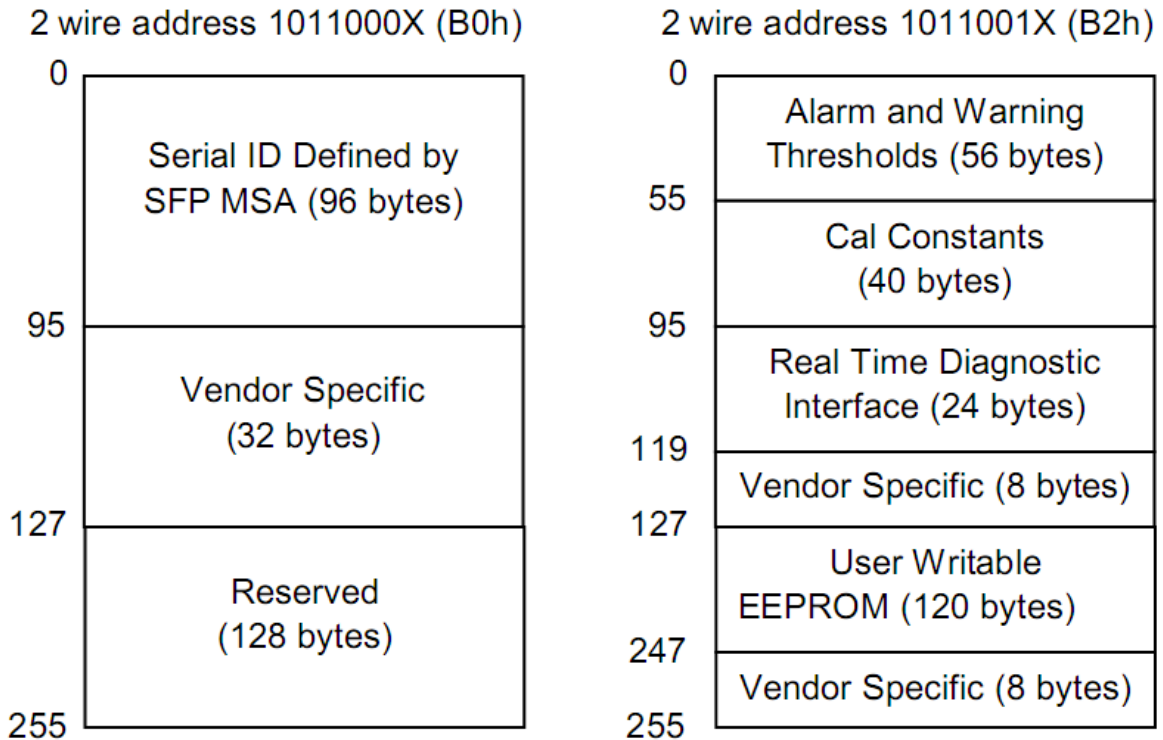 2 wire address 1011000X (B0h)
0
Serial ID Defined by
SFP MSA (96 bytes)
95
Vendor Specific
(32 bytes)
127
Reserved
(128 bytes)
255
2 wire address 1011001X (B2h)
0
Alarm and Warning
Thresholds (56 bytes)
55
Cal Constants
(40 bytes)
95
Real Time Diagnostic
Interface (24 bytes)
119
Vendor Specific (8 bytes)
127
User Writable
EEPROM (120 bytes)
247
Vendor Specific (8 bytes)
255